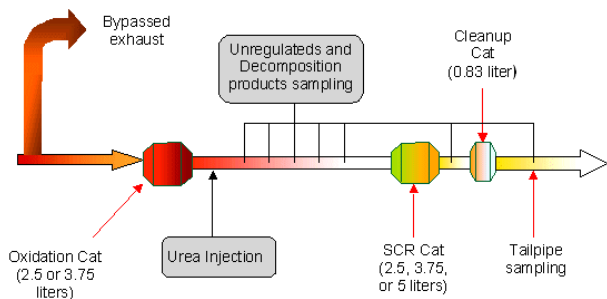 Bypassed
exhaust
Unregulateds and
Decomposition
products sampling
Cleanup
Cat
(0.83 liter)
Oxidation Cat
(2.5 or 3.75
liters)
Urea Injection
SCR Cat
(2.5, 3.75,
or 5 liters)
Tailpipe
sampling